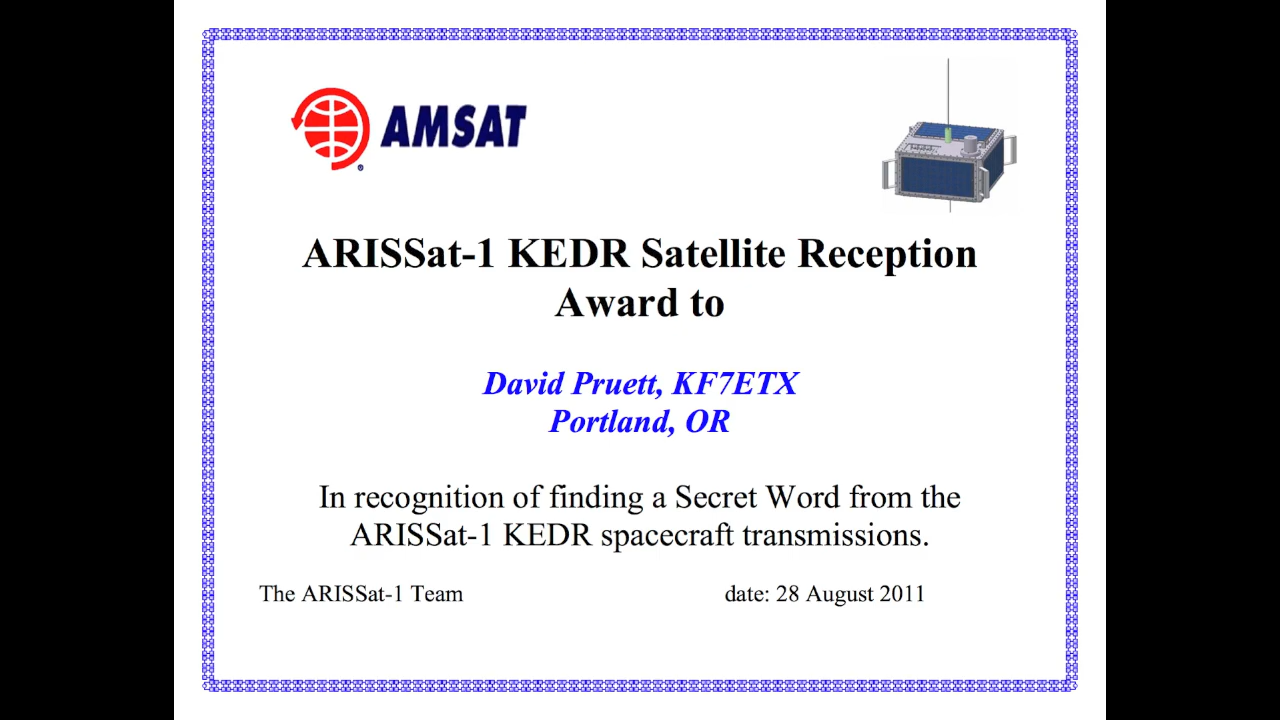 AMSAT
ARISSat-1 KEDR Satellite Reception
Award to
David Pruett, KF7ETX
Portland, OR
In recognition of finding a Secret Word from the
ARISSat-1 KEDR spacecraft transmissions.
The ARISSat-1 Team date: 28 August 2011